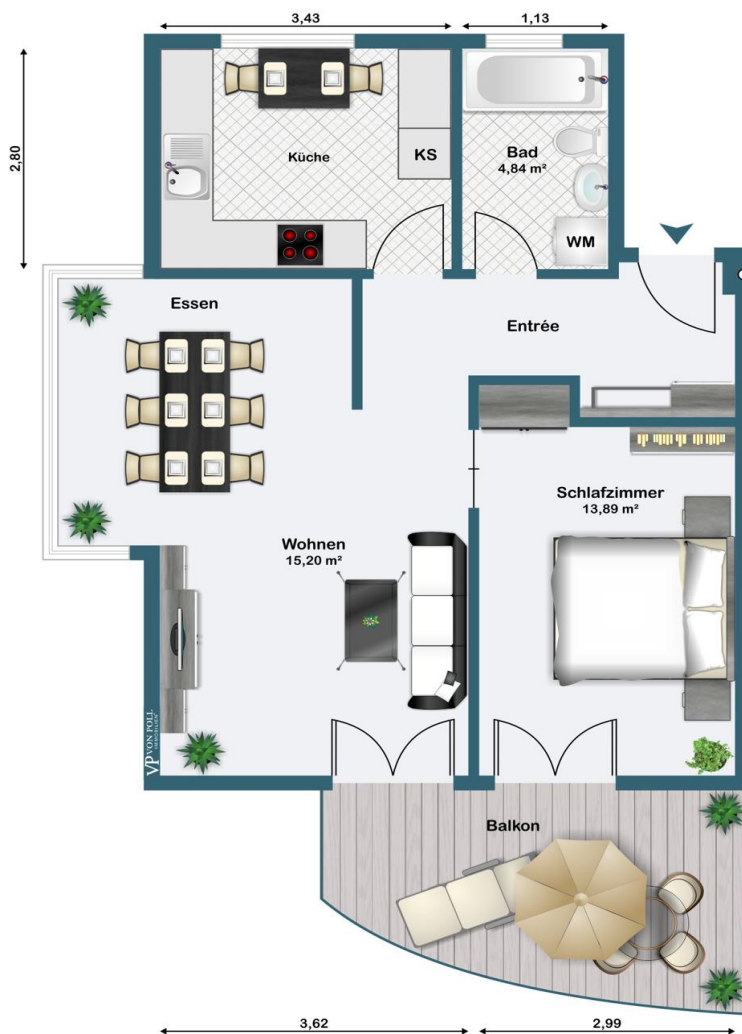 3,43
1,13
2,80
Küche
KS
Bad
4,84 m²
WM
Essen
Entrée
Schlafzimmer
13,89 m²
Wohnen
15,20 m²
VP VON POLL
IMMOBILIEN
Balkon
3,62
2,99